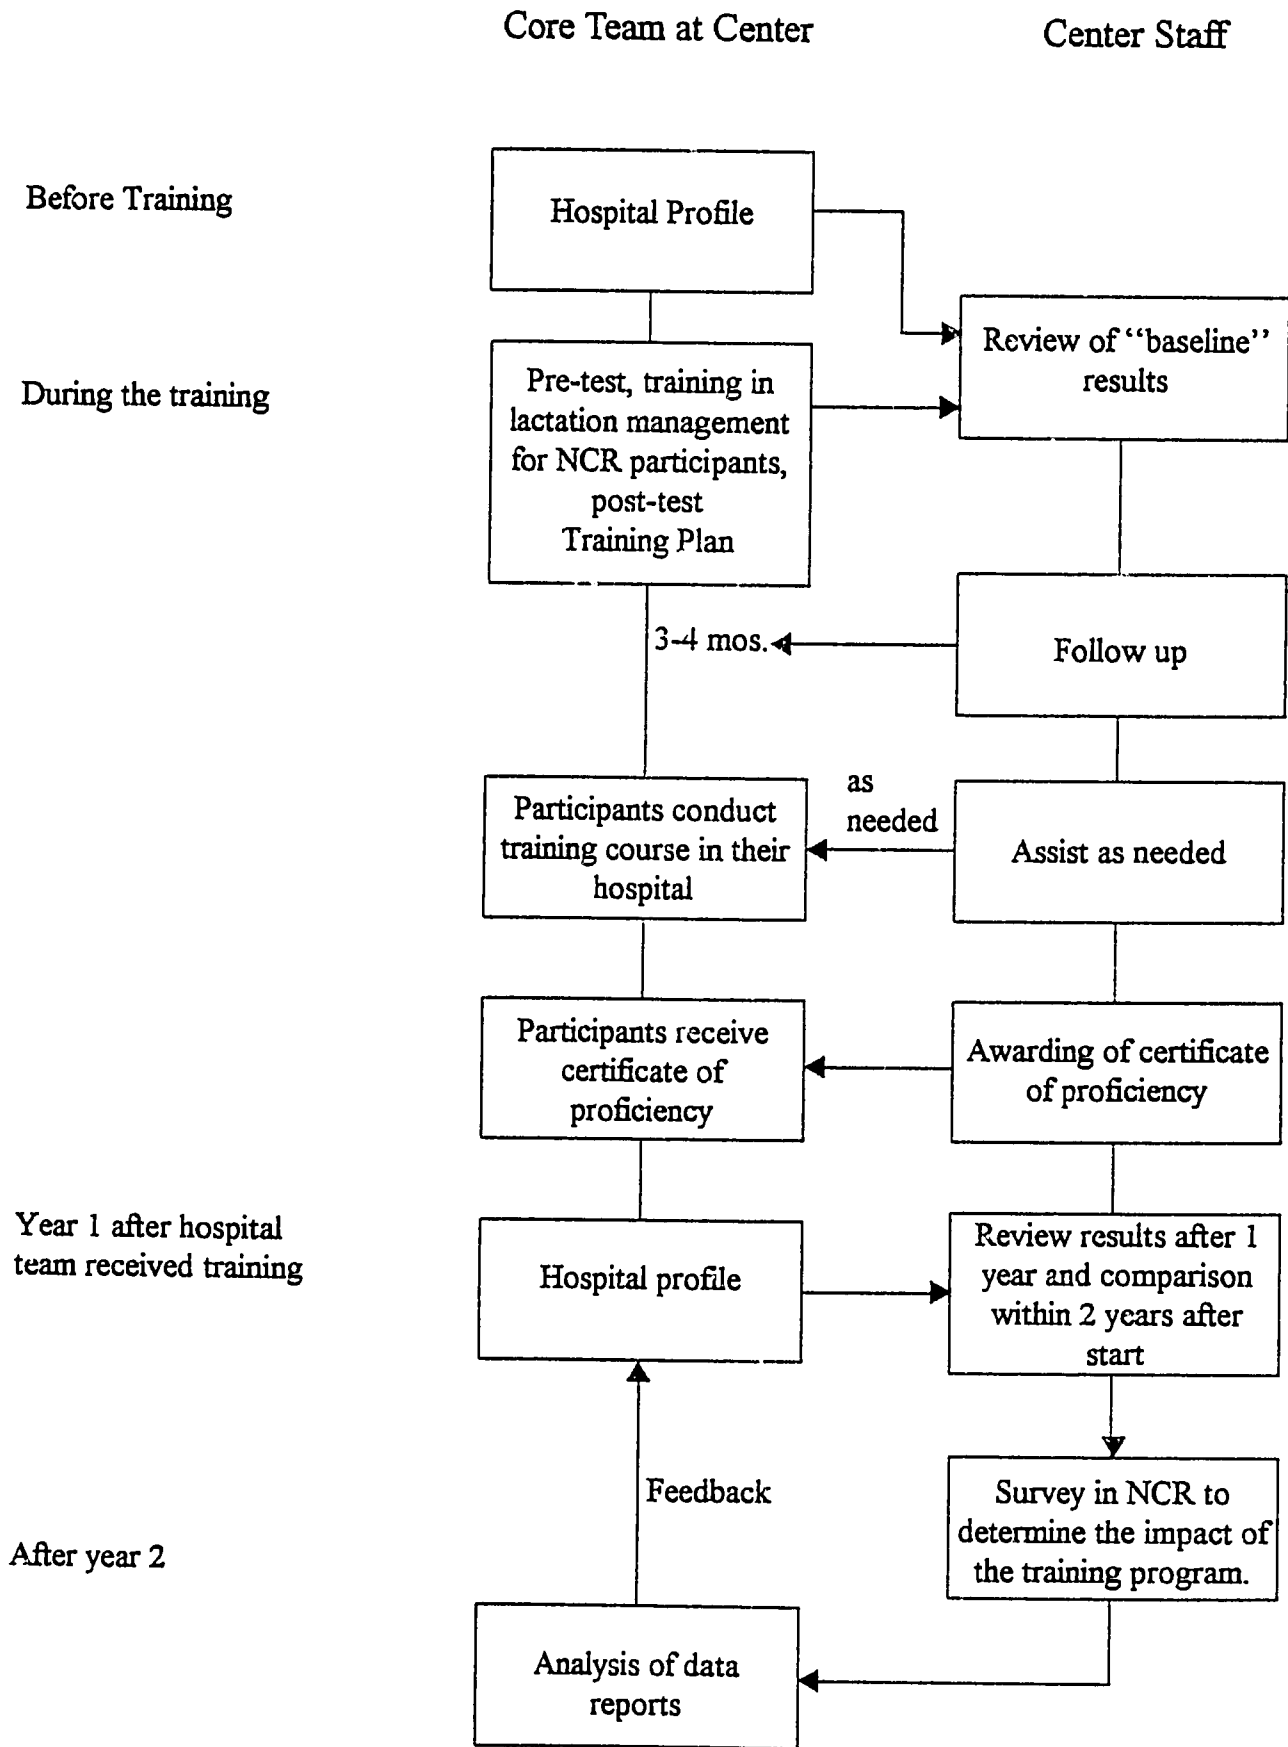 Core Team at Center
Center Staff
Before Training
Hospital Profile
Review of “baseline”
results
During the training
Pre-test, training in
lactation management
for NCR participants,
post-test
Training Plan
3-4 mos.
Follow up
Participants conduct
training course in their
hospital
as
needed
Assist as needed
Participants receive
certificate of
proficiency
Awarding of certificate
of proficiency
Year 1 after hospital
team received training
Hospital profile
Review results after 1
year and comparison
within 2 years after
start
Feedback
Survey in NCR to
determine the impact of
the training program.
After year 2
Analysis of data
reports